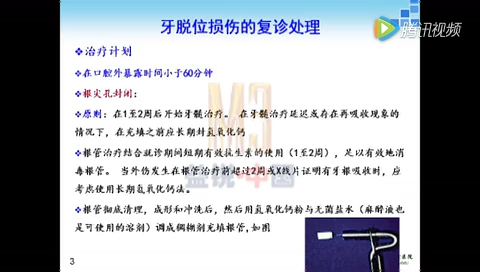 腾讯视频
牙脱位损伤的复诊处理
治疗计划
在口腔外暴露时间小于60分钟
根尖孔封闭:
原则:在1至2周后开始牙髓治疗。在牙髓治疗延迟或存在再吸收现象的
情况下,在充填之前应长期封氢氧化钙
根管治疗结合就诊期间短期有效抗生素的使用(1至2周),足以有效地消
毒根管。当外伤发生在根管治疗前超过2周或X线片证明有牙根吸收时,应
考虑使用长期氢氧化钙法。
根管彻底清理,成形和冲洗后,然后用氢氧化钙粉与无菌盐水(麻醉液也
是可使用的溶剂)调成稠糊剂充填根管,如图
M3
益锐·中国
3
医院